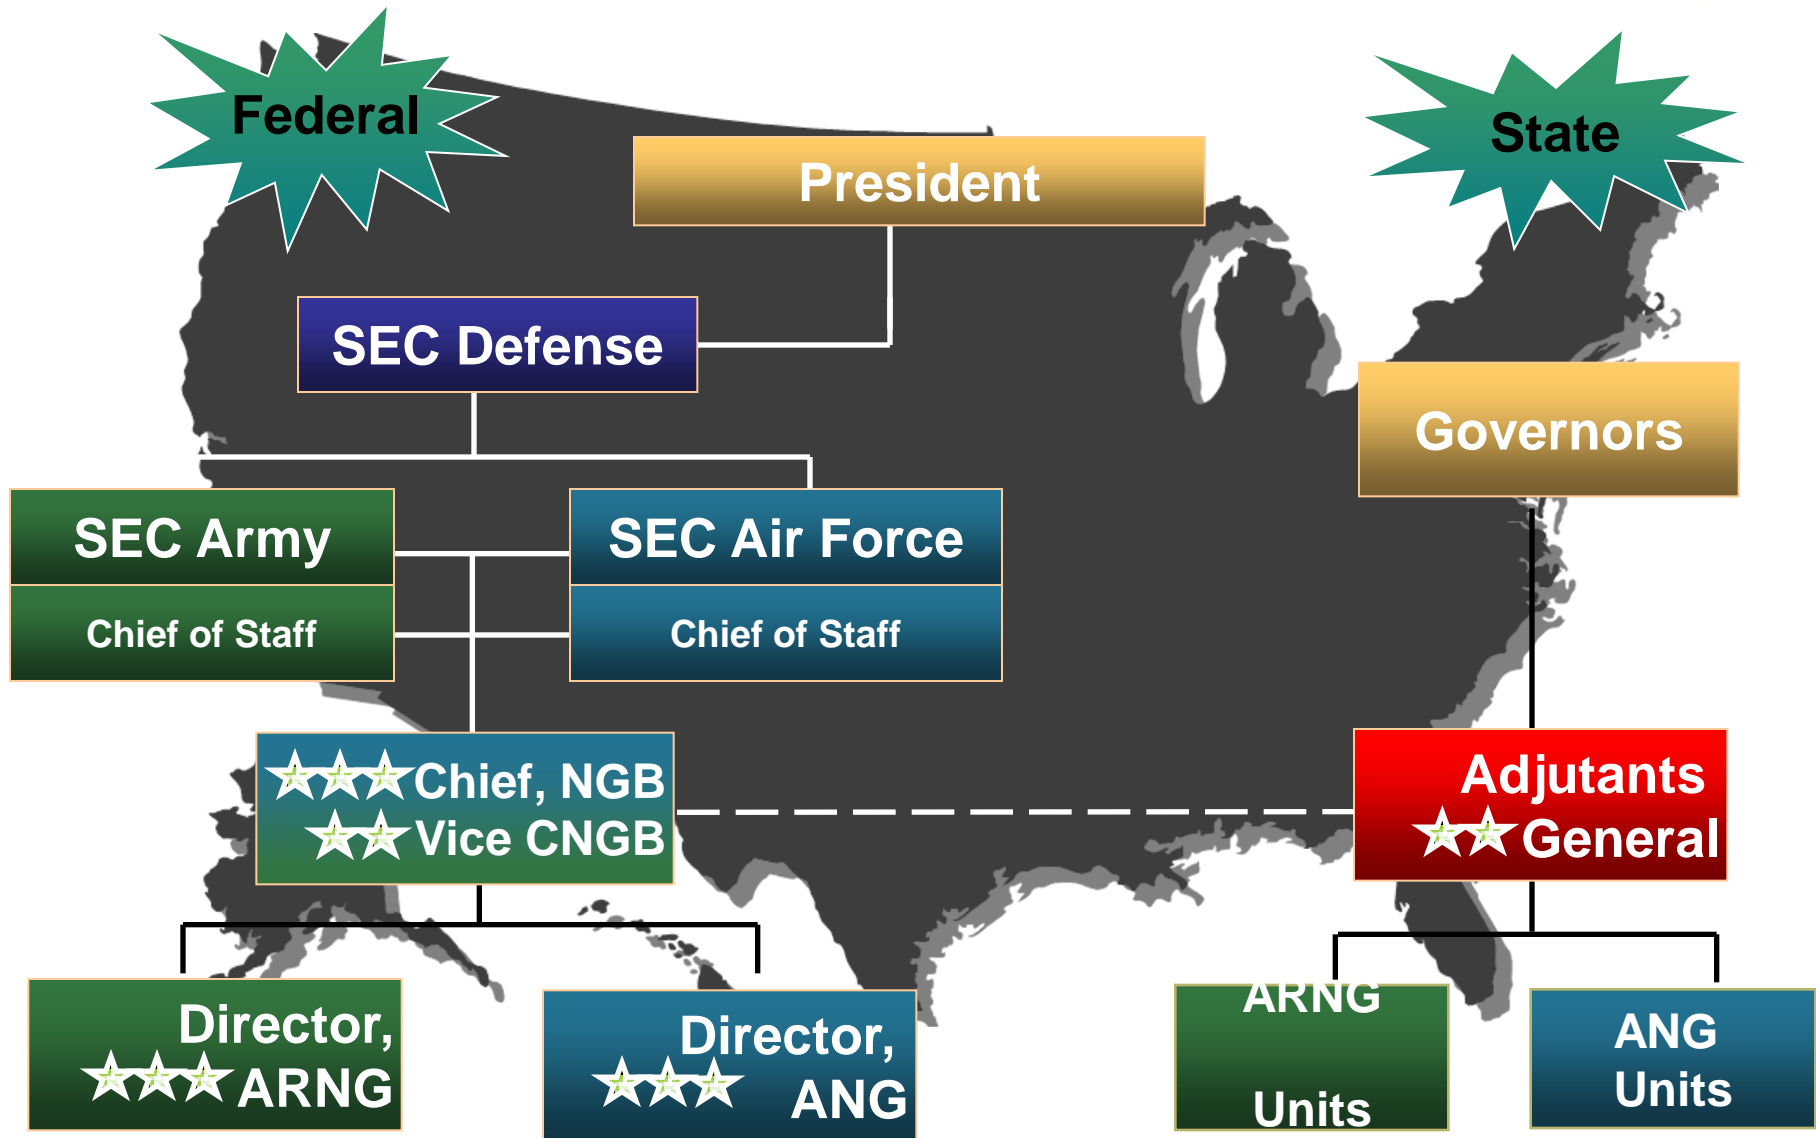 Federal
State
President
SEC Defense
Governors
SEC Army
SEC Air Force
Chief of Staff
Chief of Staff
Chief, NGB
Vice CNGB
Adjutants
General
Director,
ARNG
Director,
ANG
ARNG
Units
ANG
Units